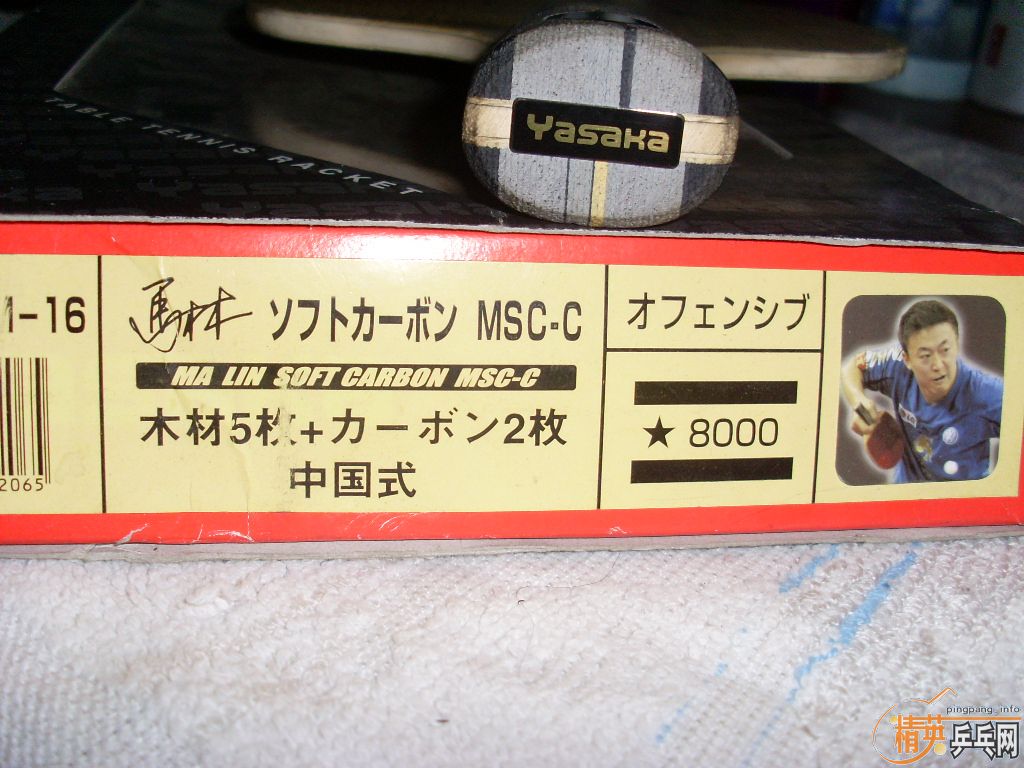 Yasaka
TABLE TENNIS RACKET
1-16
2065
馬林 ソフトカーボン MSC-C
MA LIN SOFT CARBON MSC-C
木材5枚+カーボン2枚
中国式
オフェンシブ
★ 8000
pingpang.info
精英乒乓网